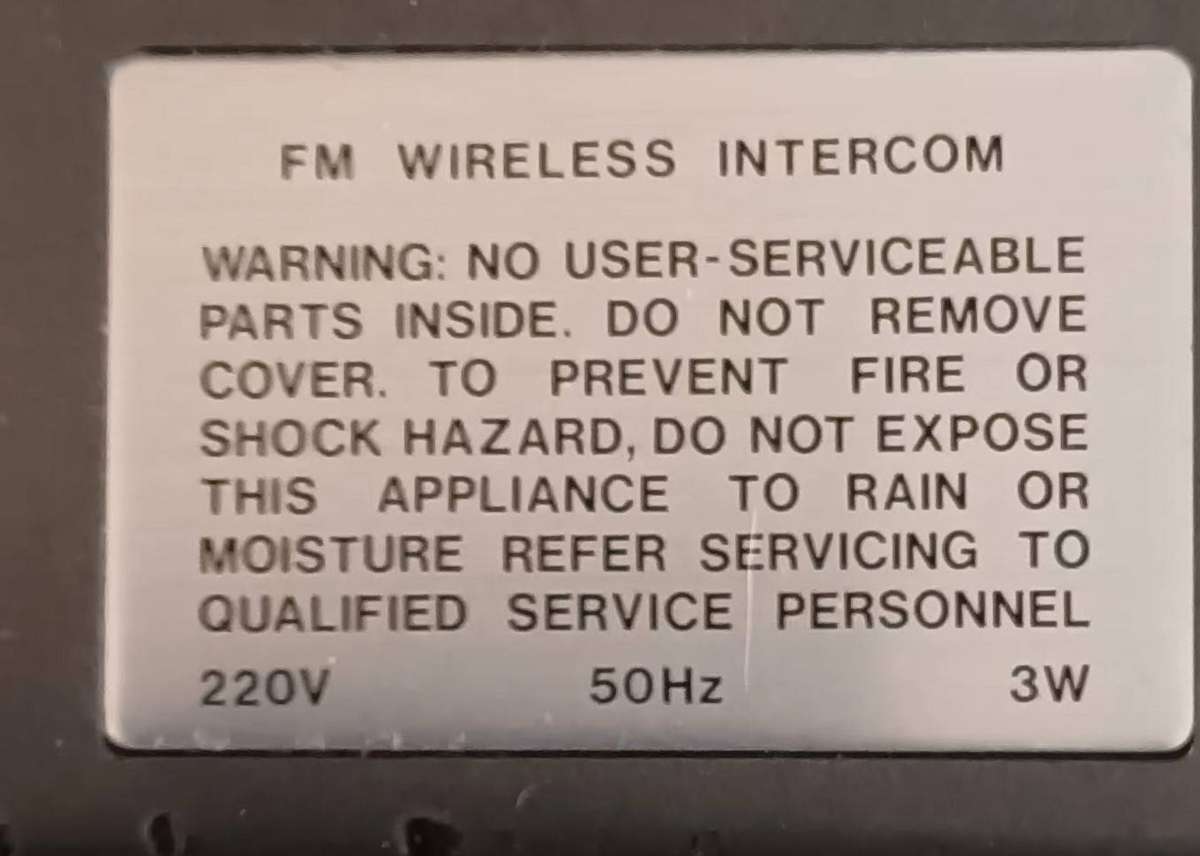 FM WIRELESS INTERCOM
WARNING: NO USER-SERVICEABLE
PARTS INSIDE. DO NOT REMOVE
COVER. TO PREVENT FIRE OR
SHOCK HAZARD, DO NOT EXPOSE
THIS APPLIANCE TO RAIN OR
MOISTURE REFER SERVICING TO
QUALIFIED SERVICE PERSONNEL
220V 50Hz 3W